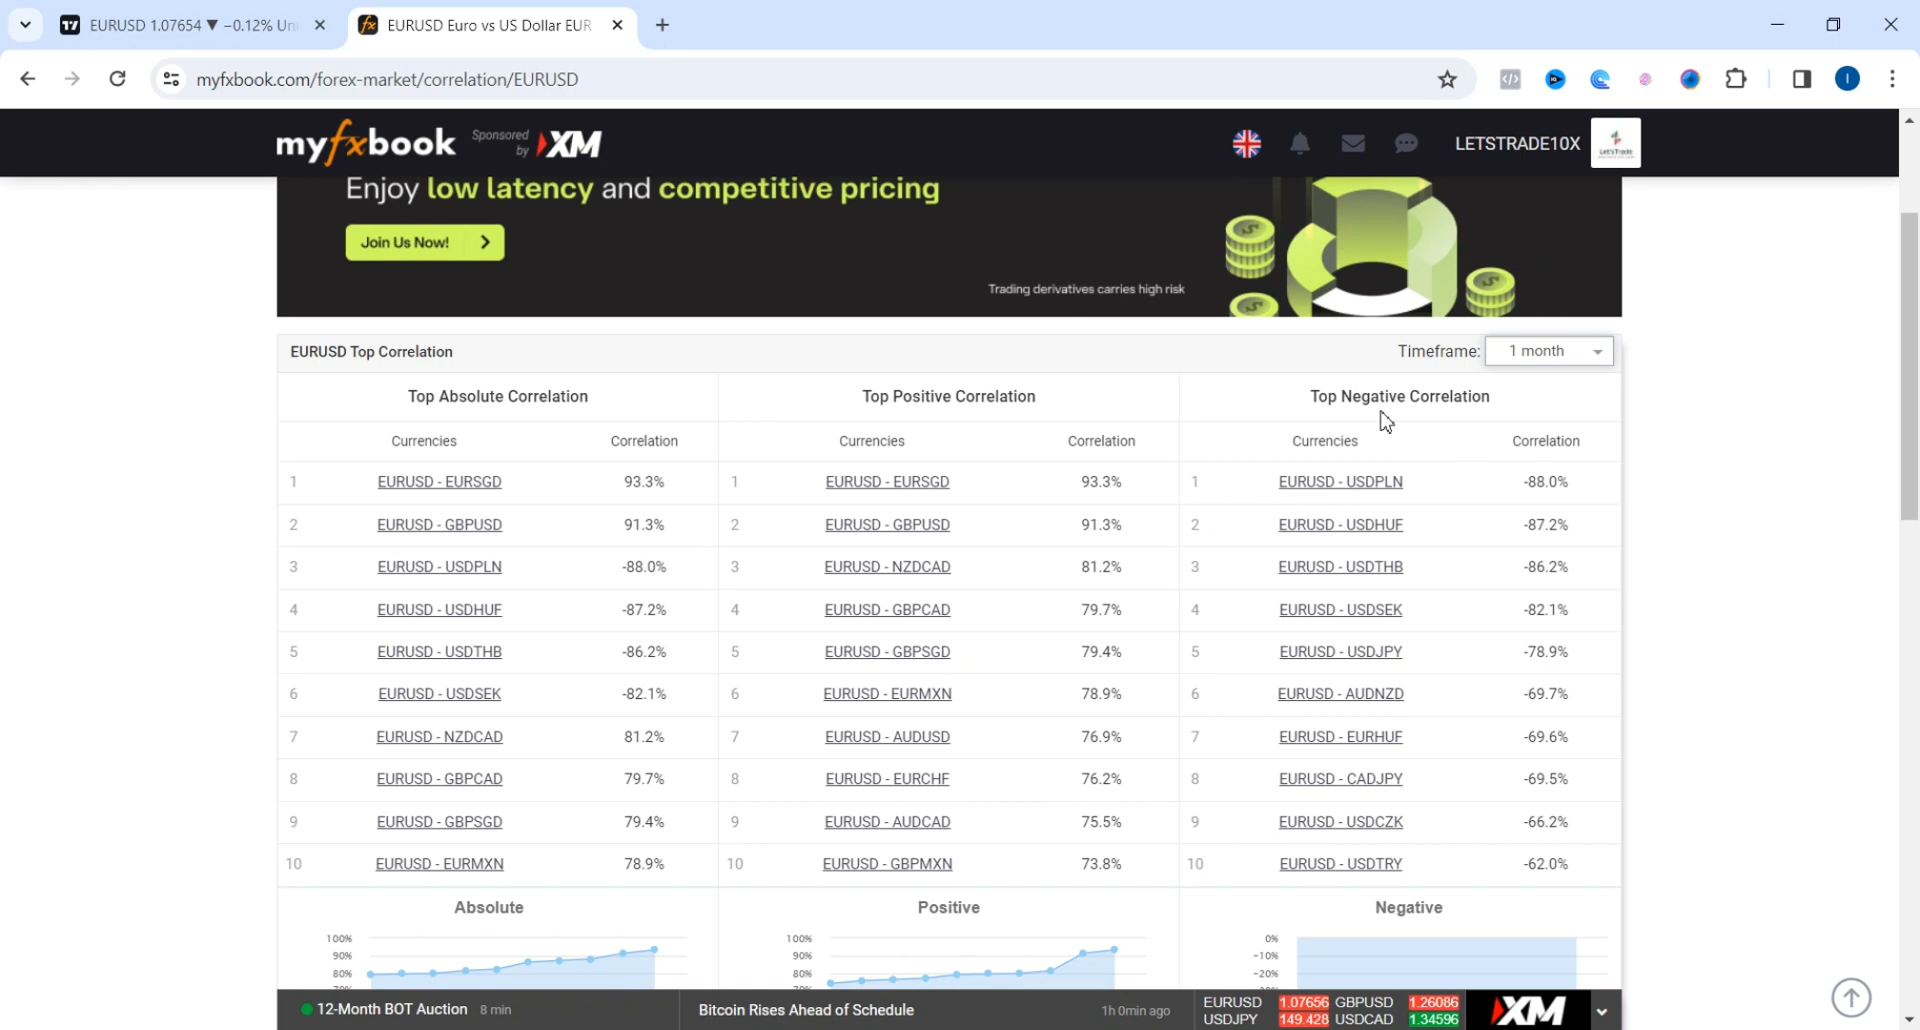 EURUSD 1.07654 ▼ −0.12% Un
EURUSD Euro vs US Dollar EUR
myfxbook.com/forex-market/correlation/EURUSD
myfxbook Sponsored by XM
LETSTRADE10X
Enjoy low latency and competitive pricing
Join Us Now!
Trading derivatives carries high risk
EURUSD Top Correlation Timeframe: 1 month
Top Absolute Correlation Top Positive Correlation Top Negative Correlation
Currencies Correlation Currencies Correlation Currencies Correlation
1 EURUSD - EURSGD 93.3% 1 EURUSD - EURSGD 93.3% 1 EURUSD - USDPLN -88.0%
2 EURUSD - GBPUSD 91.3% 2 EURUSD - GBPUSD 91.3% 2 EURUSD - USDHUF -87.2%
3 EURUSD - USDPLN -88.0% 3 EURUSD - NZDCAD 81.2% 3 EURUSD - USDTHB -86.2%
4 EURUSD - USDHUF -87.2% 4 EURUSD - GBPCAD 79.7% 4 EURUSD - USDSEK -82.1%
5 EURUSD - USDTHB -86.2% 5 EURUSD - GBPSGD 79.4% 5 EURUSD - USDJPY -78.9%
6 EURUSD - USDSEK -82.1% 6 EURUSD - EURMXN 78.9% 6 EURUSD - AUDNZD -69.7%
7 EURUSD - NZDCAD 81.2% 7 EURUSD - AUDUSD 76.9% 7 EURUSD - EURHUF -69.6%
8 EURUSD - GBPCAD 79.7% 8 EURUSD - EURCHF 76.2% 8 EURUSD - CADJPY -69.5%
9 EURUSD - GBPSGD 79.4% 9 EURUSD - AUDCAD 75.5% 9 EURUSD - USDCZK -66.2%
10 EURUSD - EURMXN 78.9% 10 EURUSD - GBPMXN 73.8% 10 EURUSD - USDTRY -62.0%
Absolute Positive Negative
100% 100% 0%
90% 90% -10%
80% 80% -20%
12-Month BOT Auction 8 min Bitcoin Rises Ahead of Schedule 1h 0min ago
EURUSD 1.07656 GBPUSD 1.26086
USDJPY 149.428 USDCAD 1.34596
XM